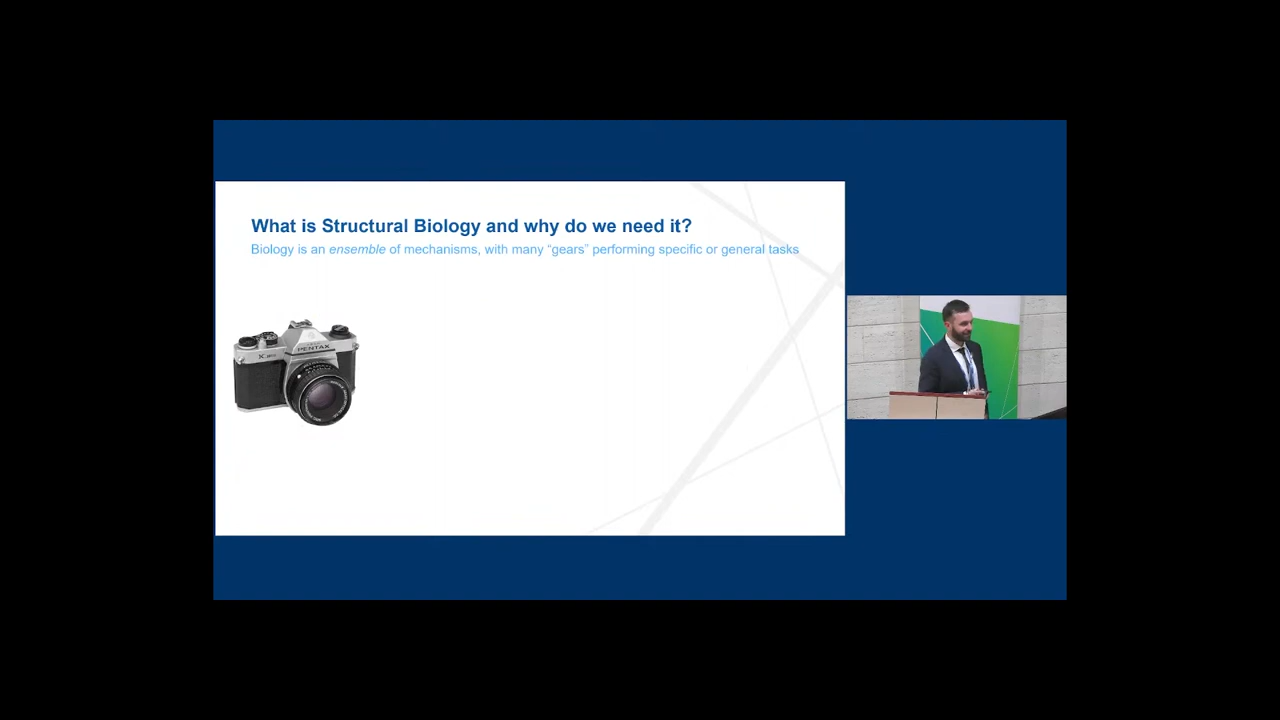 What is Structural Biology and why do we need it?
Biology is an ensemble of mechanisms, with many “gears” performing specific or general tasks
PENTAX